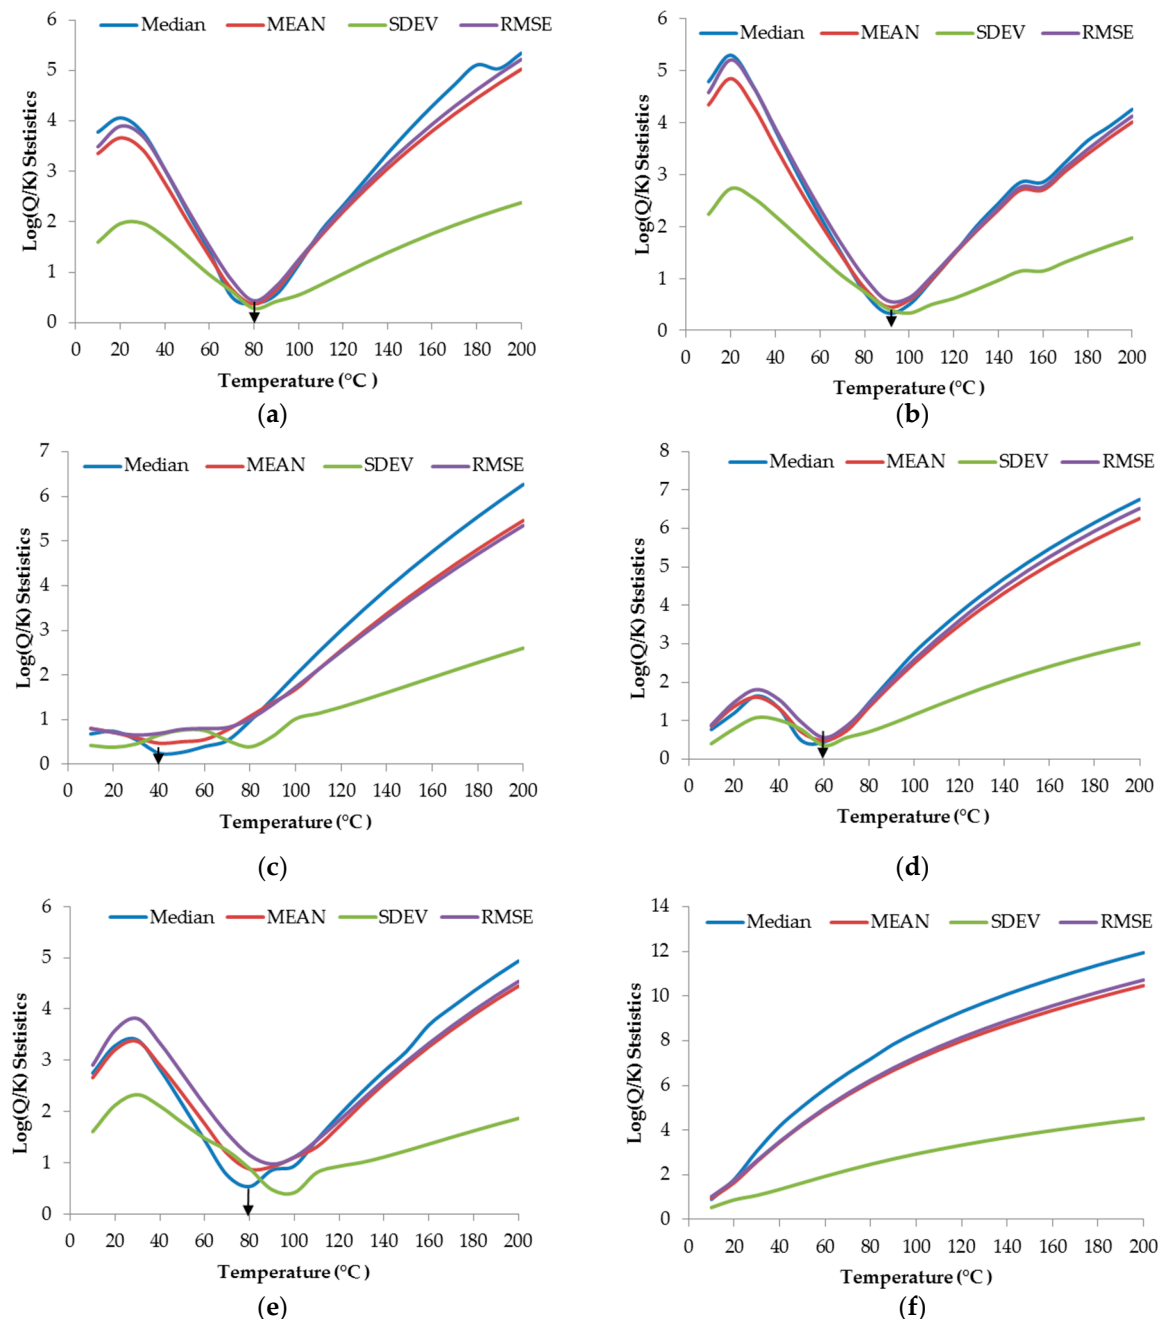 Median MEAN SDEV RMSE
6
5
4
3
2
1
0
Log(Q/K) Ststistics
0 20 40 60 80 100 120 140 160 180 200
Temperature (°C )
(a)
Median MEAN SDEV RMSE
6
5
4
3
2
1
0
Log(Q/K) Ststistics
0 20 40 60 80 100 120 140 160 180 200
Temperature (°C )
(b)
Median MEAN SDEV RMSE
7
6
5
4
3
2
1
0
Log(Q/K) Ststistics
0 20 40 60 80 100 120 140 160 180 200
Temperature (°C )
(c)
Median MEAN SDEV RMSE
8
7
6
5
4
3
2
1
0
Log(Q/K) Ststistics
0 20 40 60 80 100 120 140 160 180 200
Temperature (°C )
(d)
Median MEAN SDEV RMSE
6
5
4
3
2
1
0
Log(Q/K) Ststistics
0 20 40 60 80 100 120 140 160 180 200
Temperature (°C)
(e)
Median MEAN SDEV RMSE
14
12
10
8
6
4
2
0
Log(Q/K) Ststistics
0 20 40 60 80 100 120 140 160 180 200
Temperature (°C)
(f)